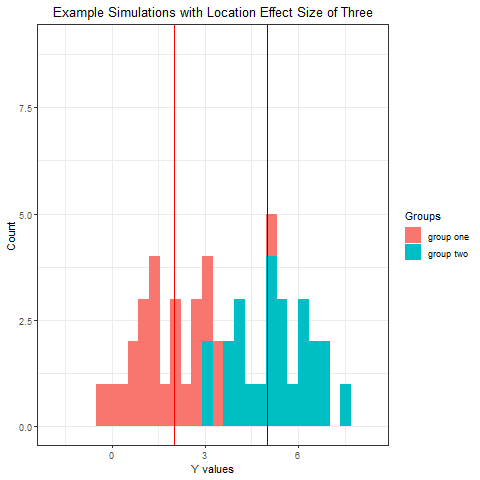 Example Simulations with Location Effect Size of Three
7.5
5.0
2.5
0.0
Count
0 3 6
Y values
Groups
group one
group two